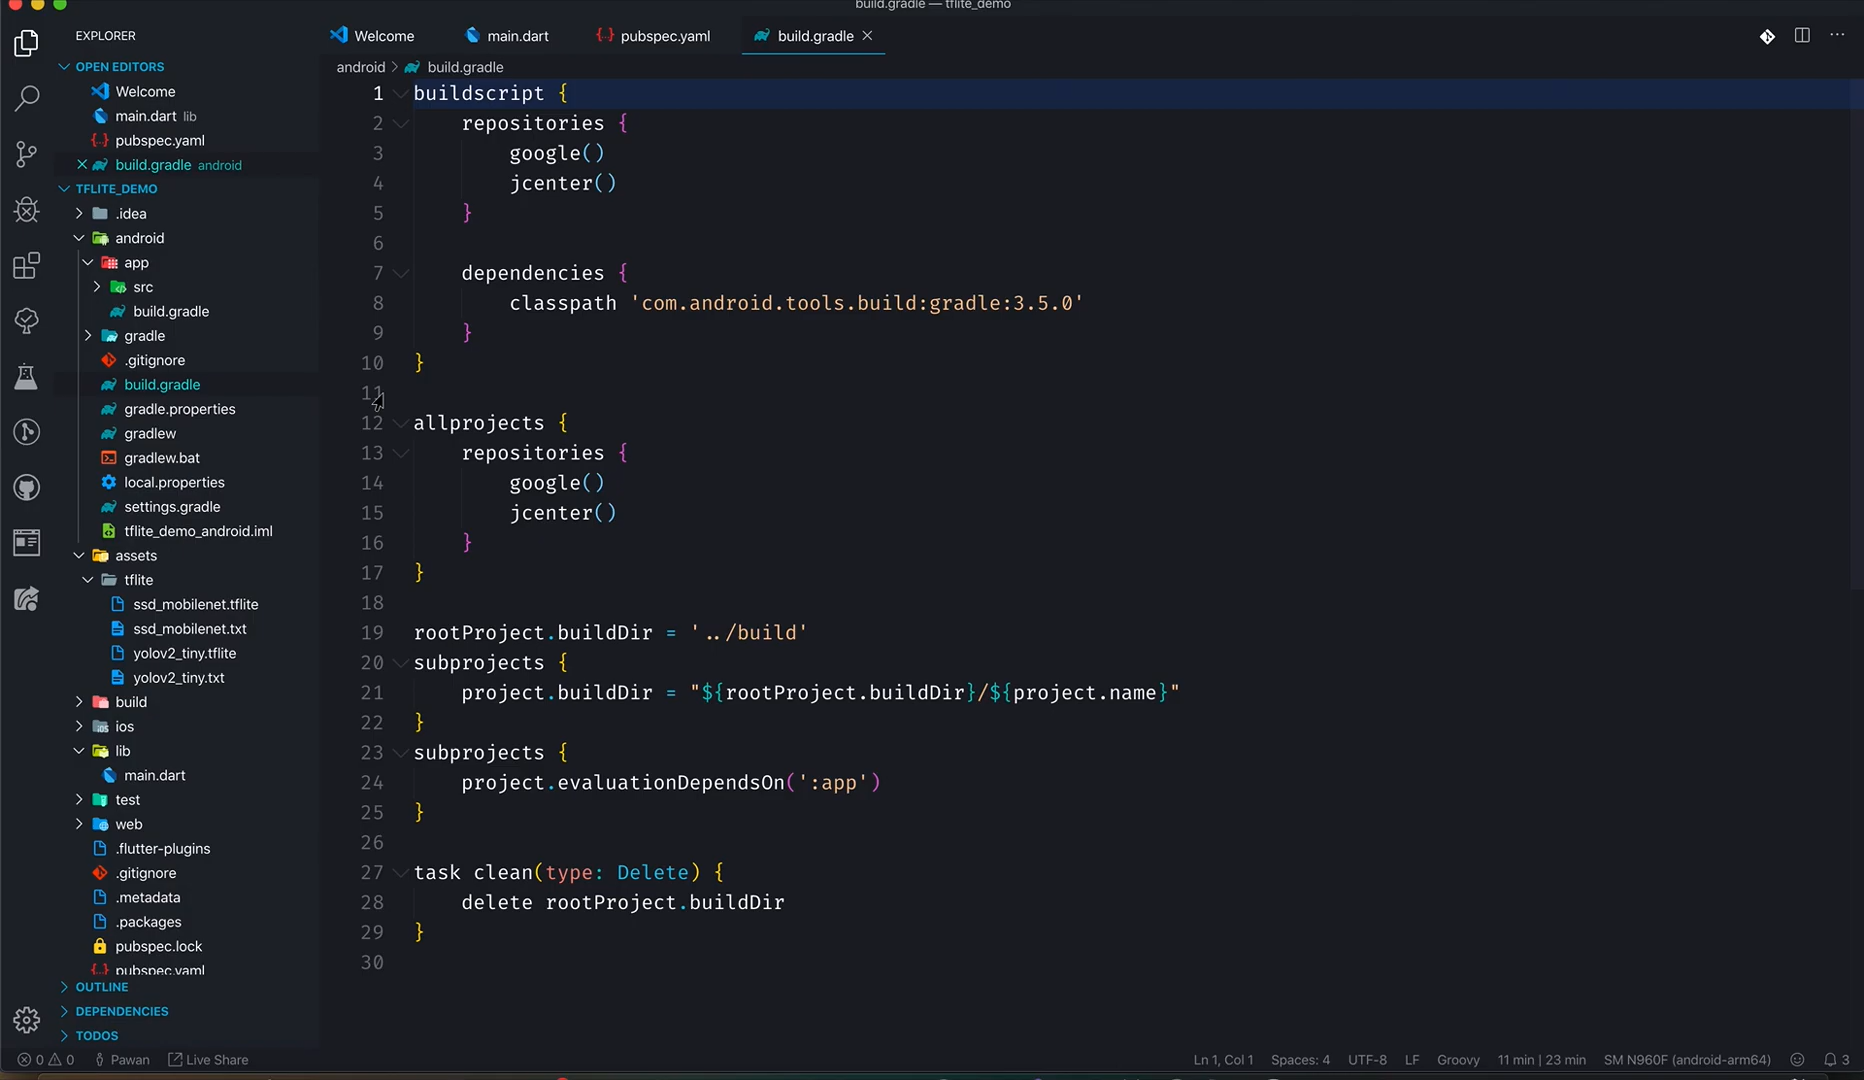 build.gradle — tflite_demo
EXPLORER
OPEN EDITORS
Welcome
main.dart lib
pubspec.yaml
build.gradle android
TFLITE_DEMO
.idea
android
app
src
build.gradle
gradle
.gitignore
build.gradle
gradle.properties
gradlew
gradlew.bat
local.properties
settings.gradle
tflite_demo_android.iml
assets
tflite
ssd_mobilenet.tflite
ssd_mobilenet.txt
yolov2_tiny.tflite
yolov2_tiny.txt
build
ios
lib
main.dart
test
web
.flutter-plugins
.gitignore
.metadata
.packages
pubspec.lock
pubspec.yaml
OUTLINE
DEPENDENCIES
TODOS
Welcome main.dart pubspec.yaml build.gradle
android > build.gradle
1 buildscript {
2 repositories {
3 google()
4 jcenter()
5 }
6
7 dependencies {
8 classpath 'com.android.tools.build:gradle:3.5.0'
9 }
10 }
11
12 allprojects {
13 repositories {
14 google()
15 jcenter()
16 }
17 }
18
19 rootProject.buildDir = '../build'
20 subprojects {
21 project.buildDir = "${rootProject.buildDir}/${project.name}"
22 }
23 subprojects {
24 project.evaluationDependsOn(':app')
25 }
26
27 task clean(type: Delete) {
28 delete rootProject.buildDir
29 }
30
0 0 Pawan Live Share Ln 1, Col 1 Spaces: 4 UTF-8 LF Groovy 11 min | 23 min SM N960F (android-arm64) 3